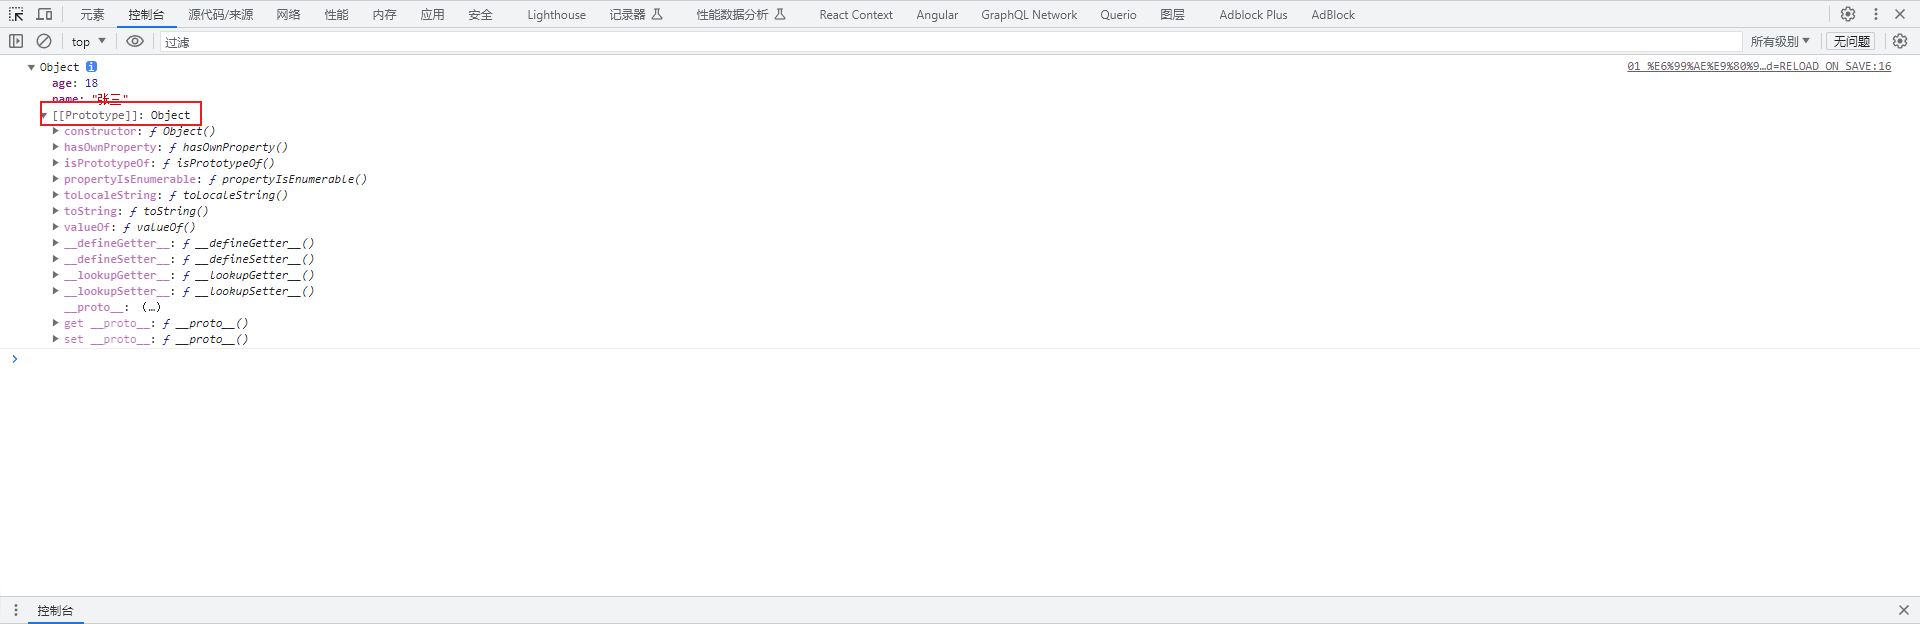 元素 控制台 源代码/来源 网络 性能 内存 应用 安全 Lighthouse 记录器 性能数据分析 React Context Angular GraphQL Network Querio 图层 Adblock Plus AdBlock
top 过滤 所有级别 无问题
Object 01 %E6%99%AE%E9%80%9…d=RELOAD_ON_SAVE:16
age: 18
name: "张三"
[[Prototype]]: Object
constructor: ƒ Object()
hasOwnProperty: ƒ hasOwnProperty()
isPrototypeOf: ƒ isPrototypeOf()
propertyIsEnumerable: ƒ propertyIsEnumerable()
toLocaleString: ƒ toLocaleString()
toString: ƒ toString()
valueOf: ƒ valueOf()
__defineGetter__: ƒ __defineGetter__()
__defineSetter__: ƒ __defineSetter__()
__lookupGetter__: ƒ __lookupGetter__()
__lookupSetter__: ƒ __lookupSetter__()
__proto__: (…)
get __proto__: ƒ __proto__()
set __proto__: ƒ __proto__()
控制台